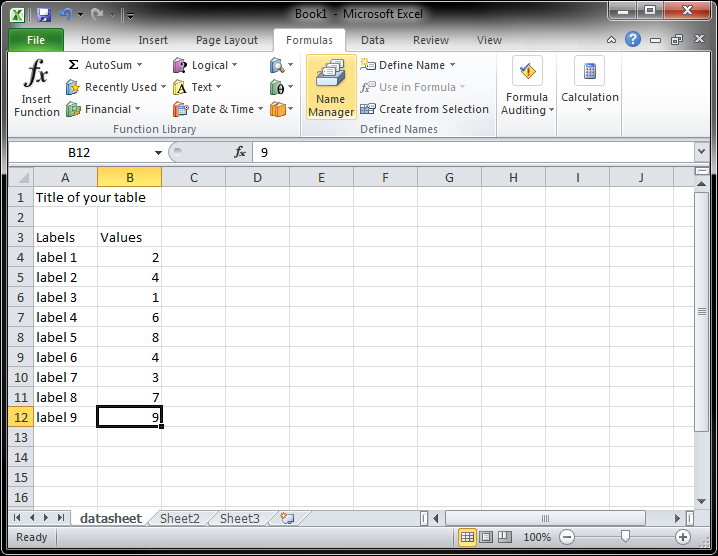 Book1 - Microsoft Excel
File Home Insert Page Layout Formulas Data Review View
fx Insert Function
Σ AutoSum
Recently Used
Financial
Logical
Text
Date & Time
Function Library
Name Manager
Define Name
Use in Formula
Create from Selection
Defined Names
Formula Auditing
Calculation
B12 fx 9
A B C D E F G H I J
1 Title of your table
2
3 Labels Values
4 label 1 2
5 label 2 4
6 label 3 1
7 label 4 6
8 label 5 8
9 label 6 4
10 label 7 3
11 label 8 7
12 label 9 9
13
14
15
16
datasheet Sheet2 Sheet3
Ready 100%